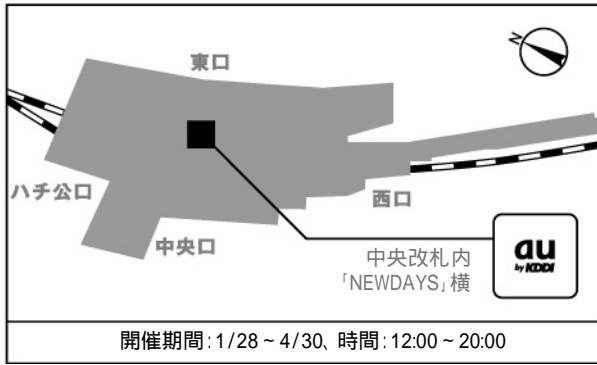 N
東口
ハチ公口
西口
中央口
中央改札内
「NEWDAYS」横
au
by KDDI
開催期間:1/28 ~ 4/30、時間:12:00 ~ 20:00